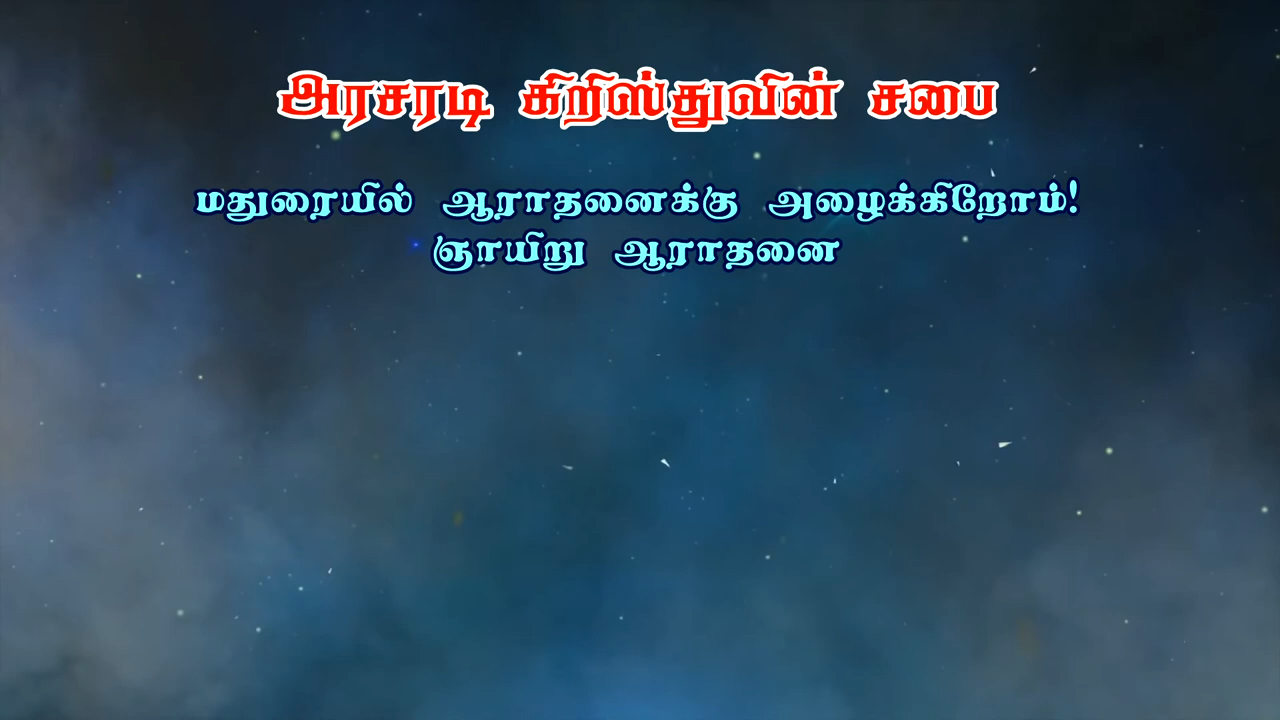 அரசரடி கிறிஸ்துவின் சபை
மதுரையில் ஆராதனைக்கு அழைக்கிறோம்!
ஞாயிறு ஆராதனை